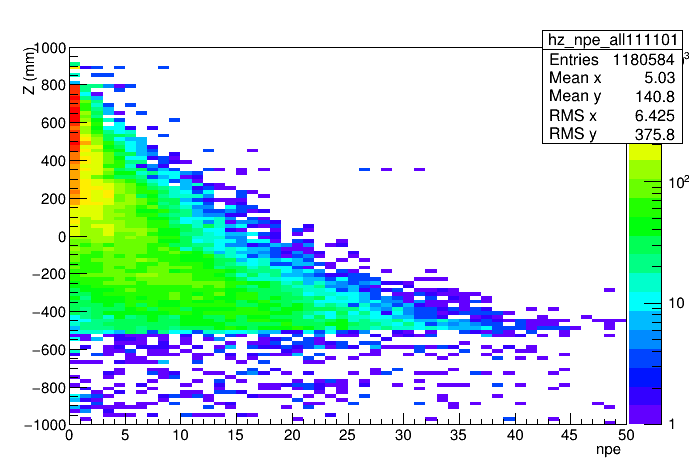 hz_npe_all111101
Entries 1180584
Mean x 5.03
Mean y 140.8
RMS x 6.425
RMS y 375.8
Z (mm)
1000
800
600
400
200
0
−200
−400
−600
−800
−1000
0 5 10 15 20 25 30 35 40 45 50
npe
3
10²
10
1